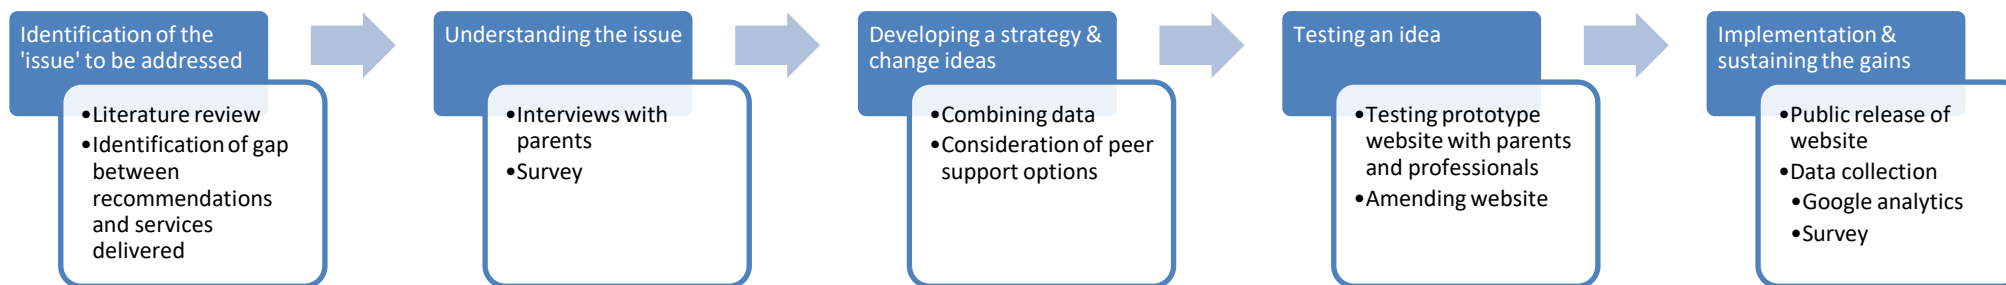 Identification of the
'issue' to be addressed
•Literature review
•Identification of gap
between
recommendations
and services
delivered
Understanding the issue
•Interviews with
parents
•Survey
Developing a strategy &
change ideas
•Combining data
•Consideration of peer
support options
Testing an idea
•Testing prototype
website with parents
and professionals
•Amending website
Implementation &
sustaining the gains
•Public release of
website
•Data collection
•Google analytics
•Survey